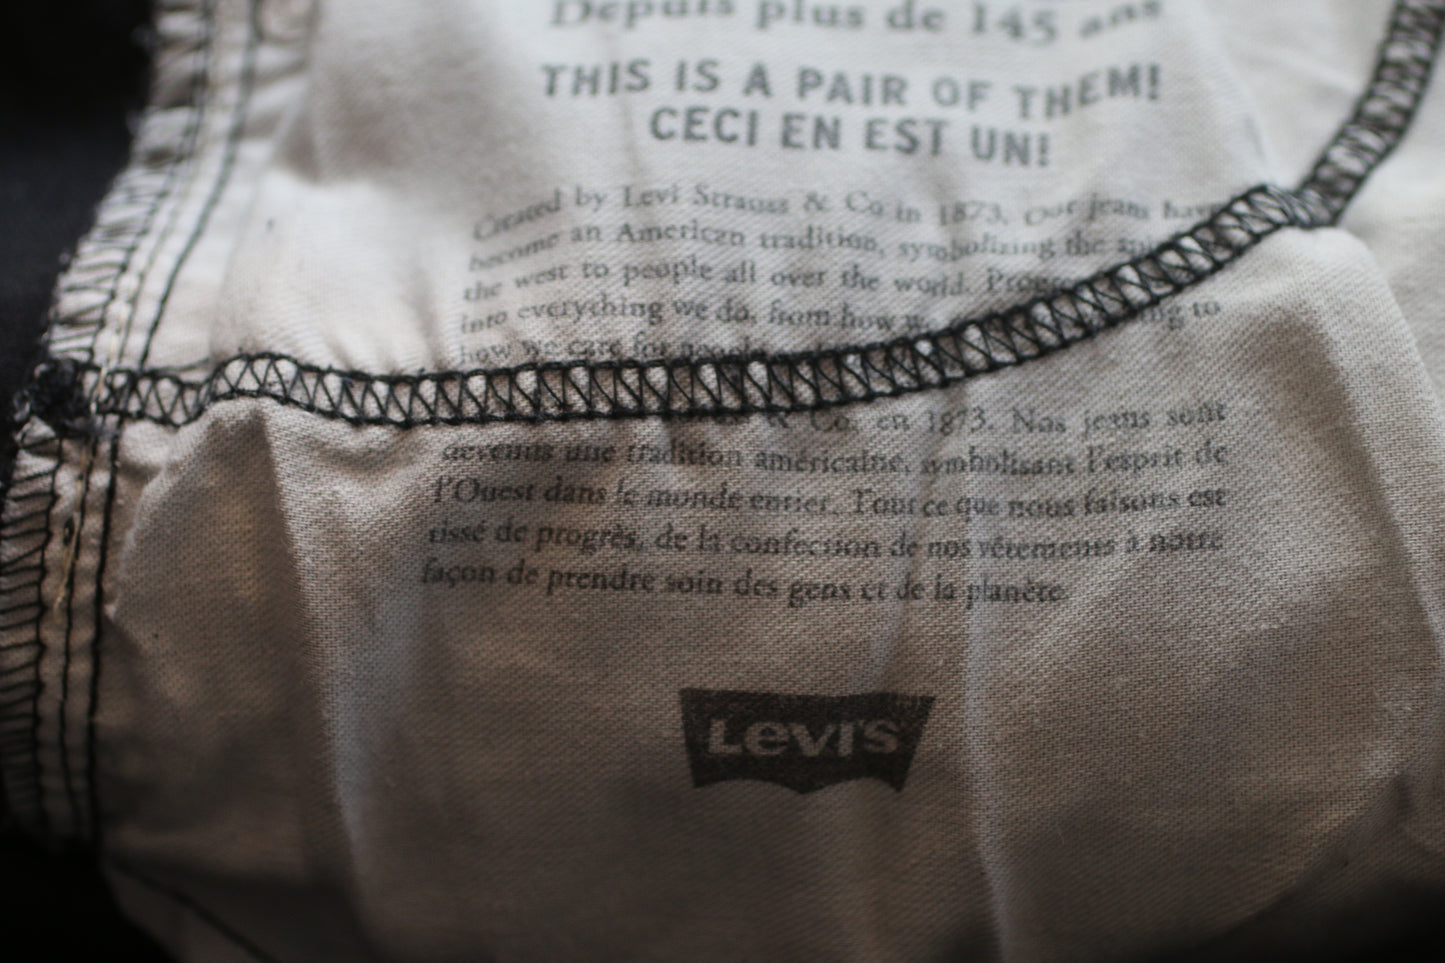 Depuis plus de 145 ans
THIS IS A PAIR OF THEM!
CECI EN EST UN!
Created by Levi Strauss & Co in 1873. Our jeans have
become an American tradition, symbolizing the
the west to people all over the world.
into everything we do, from how to
how we care for
& Co. en 1873. Nos jeans sont
devenus une tradition américaine, symbolisant l'esprit de
l'Ouest dans le monde entier. Tout ce que nous faisons est
tissé de progrès, de la confection de nos vêtements à notre
façon de prendre soin des gens et de la planète.
LEVI'S